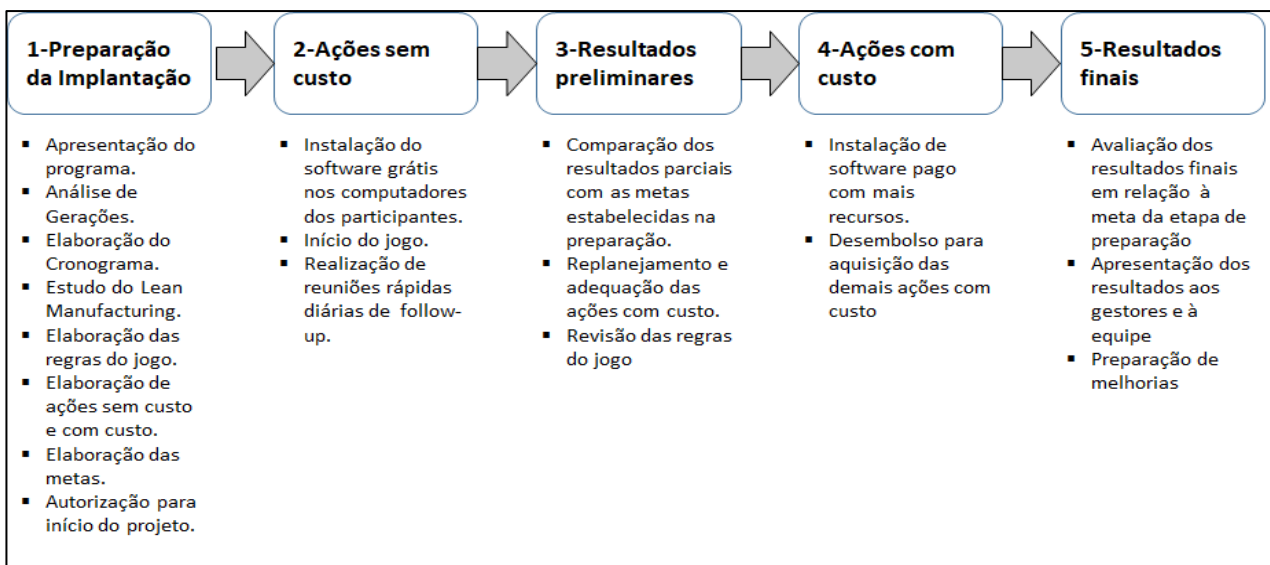 1-Preparação
da Implantação
2-Ações sem
custo
3-Resultados
preliminares
4-Ações com
custo
5-Resultados
finais
▪ Apresentação do
programa.
▪ Análise de
Gerações.
▪ Elaboração do
Cronograma.
▪ Estudo do Lean
Manufacturing.
▪ Elaboração das
regras do jogo.
▪ Elaboração de
ações sem custo
e com custo.
▪ Elaboração das
metas.
▪ Autorização para
início do projeto.
▪ Instalação do
software grátis
nos computadores
dos participantes.
▪ Início do jogo.
▪ Realização de
reuniões rápidas
diárias de follow-
up.
▪ Comparação dos
resultados parciais
com as metas
estabelecidas na
preparação.
▪ Replanejamento e
adequação das
ações com custo.
▪ Revisão das regras
do jogo
▪ Instalação de
software pago
com mais
recursos.
▪ Desembolso para
aquisição das
demais ações com
custo
▪ Avaliação dos
resultados finais
em relação à
meta da etapa de
preparação
▪ Apresentação dos
resultados aos
gestores e à
equipe
▪ Preparação de
melhorias